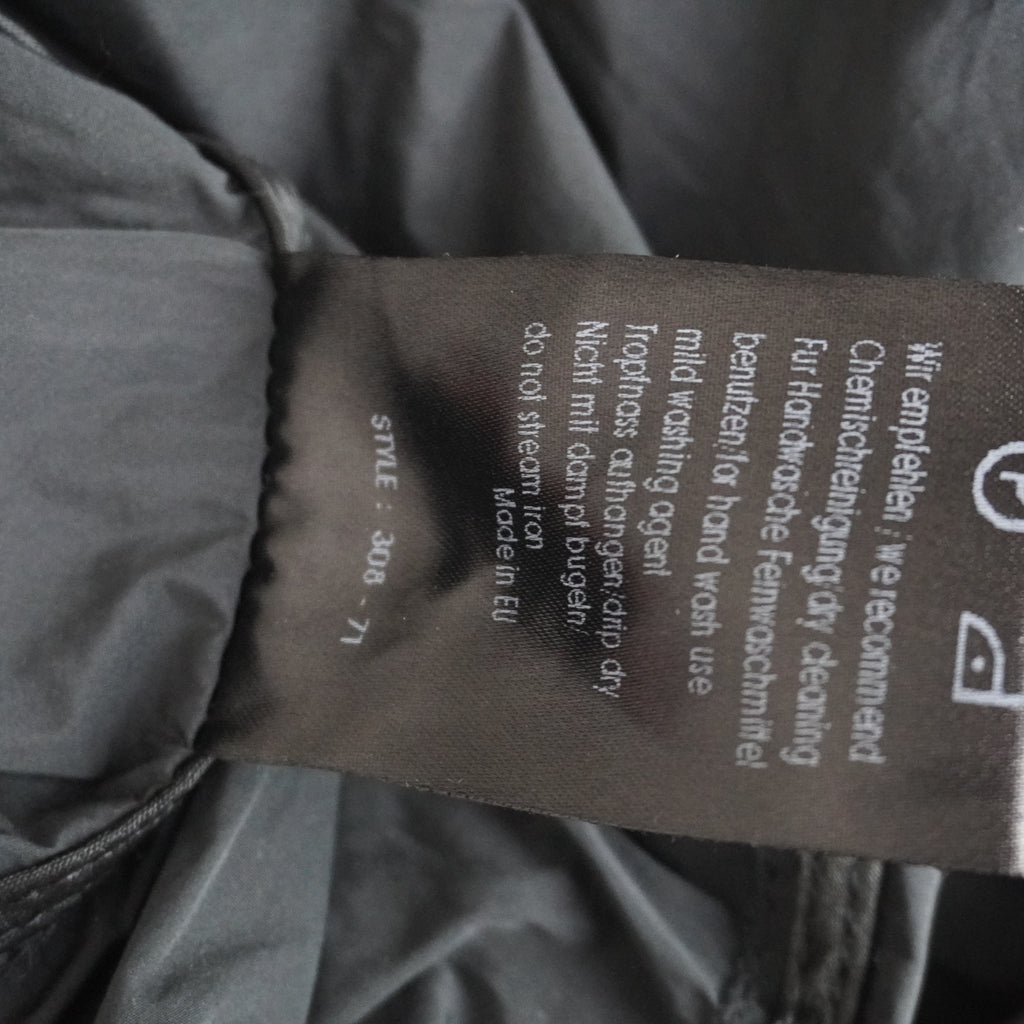 Wir empfehlen : we recommend
Chemischreinigung/dry cleaning
Fur Handwasche Feinwaschmittel
benutzen/for hand wash use
mild washing agent
Tropfnass aufhangen/drip dry
Nicht mit dampf bugeln/
do not stream iron
Made in EU
STYLE : 308 - 71